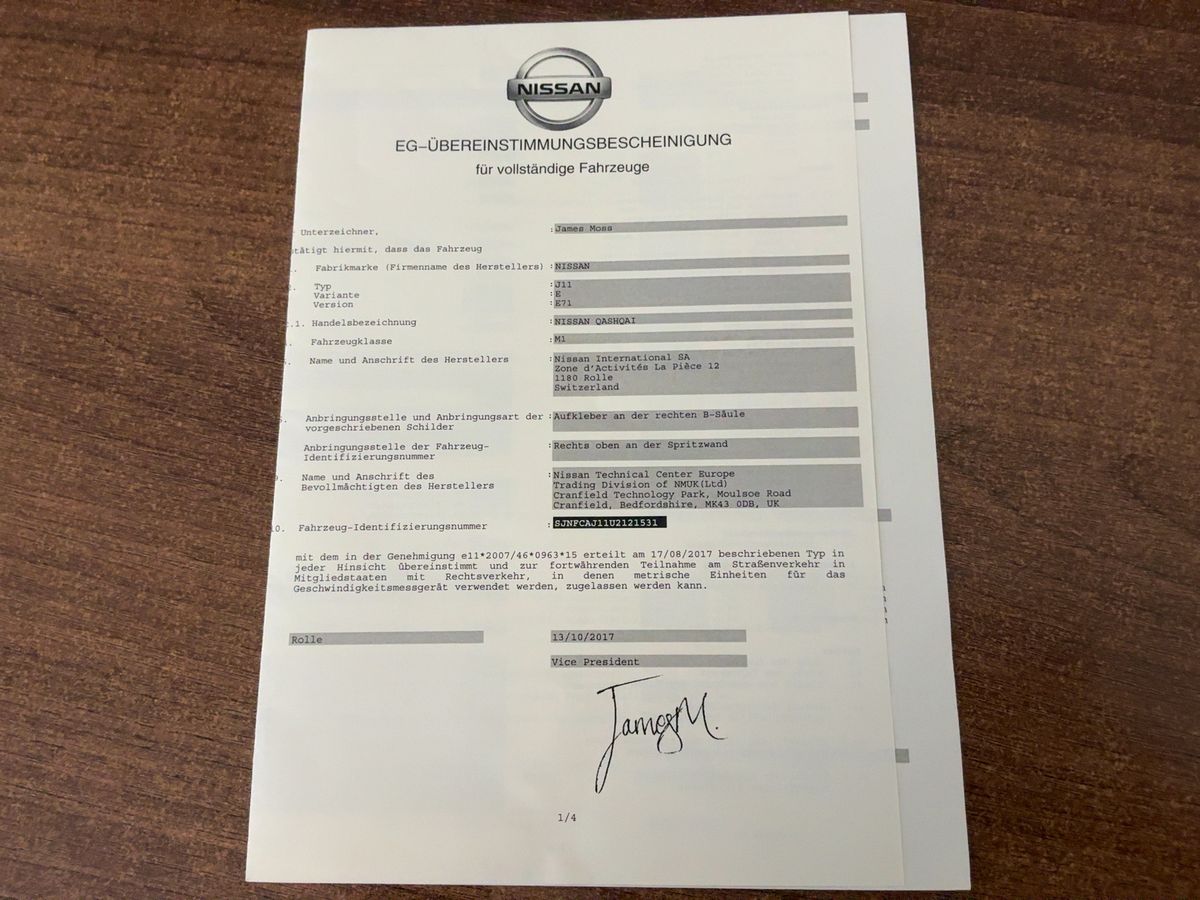 NISSAN
EG-ÜBEREINSTIMMUNGSBESCHEINIGUNG
für vollständige Fahrzeuge
Unterzeichner, :James Moss
tätigt hiermit, dass das Fahrzeug
. Fabrikmarke (Firmenname des Herstellers) :NISSAN
. Typ :J11
Variante :E
Version :E71
.1. Handelsbezeichnung :NISSAN QASHQAI
. Fahrzeugklasse :M1
. Name und Anschrift des Herstellers :Nissan International SA
Zone d'Activités La Pièce 12
1180 Rolle
Switzerland
. Anbringungsstelle und Anbringungsart der :Aufkleber an der rechten B-Säule
vorgeschriebenen Schilder
Anbringungsstelle der Fahrzeug- :Rechts oben an der Spritzwand
Identifizierungsnummer
. Name und Anschrift des :Nissan Technical Center Europe
Bevollmächtigten des Herstellers Trading Division of NMUK(Ltd)
Cranfield Technology Park, Moulsoe Road
Cranfield, Bedfordshire, MK43 0DB, UK
0. Fahrzeug-Identifizierungsnummer :SJNFCAJ11U2121531
mit dem in der Genehmigung e11*2007/46*0963*15 erteilt am 17/08/2017 beschriebenen Typ in
jeder Hinsicht übereinstimmt und zur fortwährenden Teilnahme am Straßenverkehr in
Mitgliedstaaten mit Rechtsverkehr, in denen metrische Einheiten für das
Geschwindigkeitsmessgerät verwendet werden, zugelassen werden kann.
Rolle 13/10/2017
Vice President
James M.
1/4